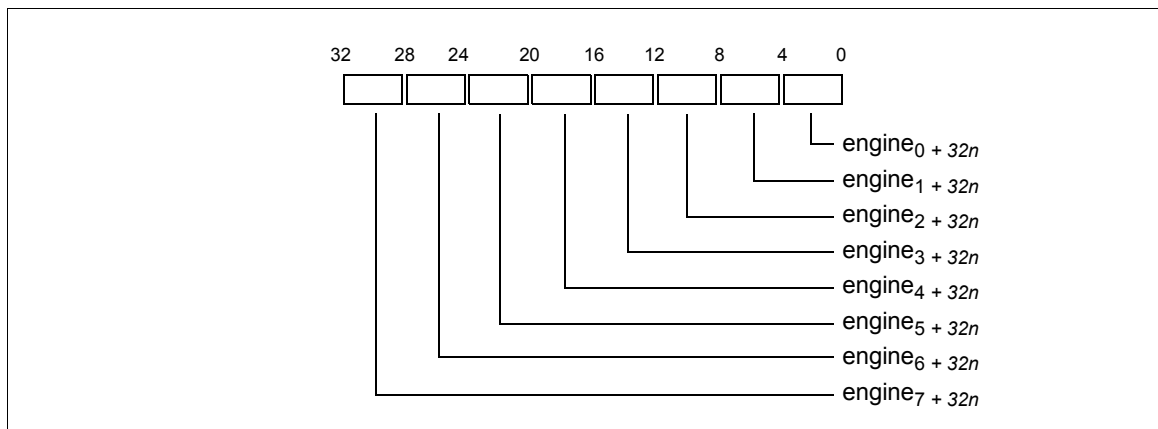 32 28 24 20 16 12 8 4 0
engine0 + 32n
engine1 + 32n
engine2 + 32n
engine3 + 32n
engine4 + 32n
engine5 + 32n
engine6 + 32n
engine7 + 32n